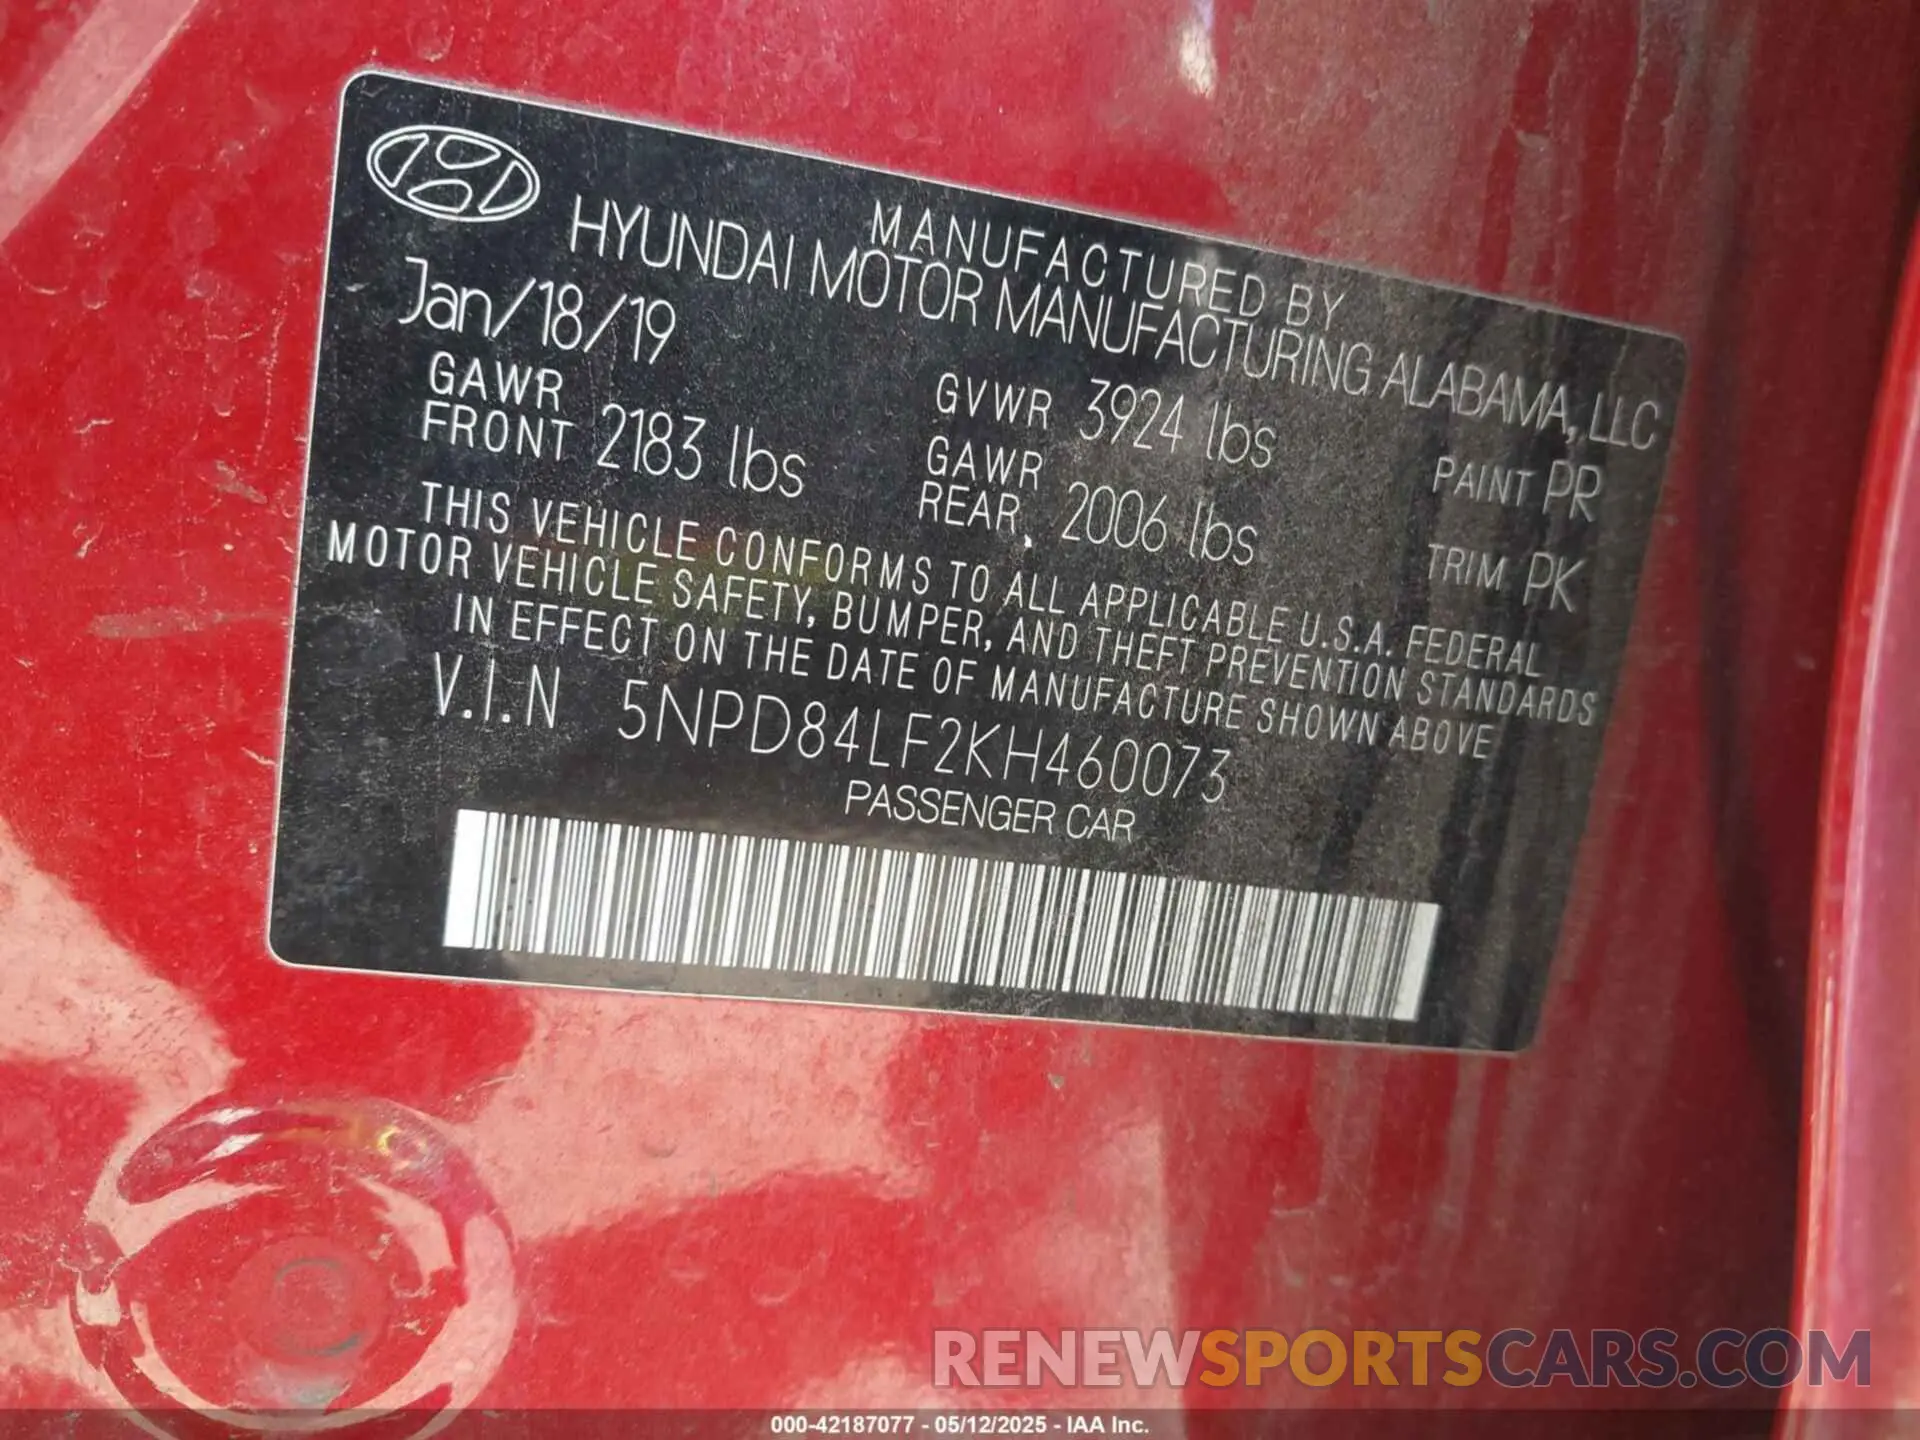 MANUFACTURED BY
HYUNDAI MOTOR MANUFACTURING ALABAMA, LLC
Jan/18/19
GAWR FRONT 2183 lbs
GVWR 3924 lbs
GAWR REAR 2006 lbs
PAINT PR
TRIM PK
THIS VEHICLE CONFORMS TO ALL APPLICABLE U.S.A. FEDERAL
MOTOR VEHICLE SAFETY, BUMPER, AND THEFT PREVENTION STANDARDS
IN EFFECT ON THE DATE OF MANUFACTURE SHOWN ABOVE
V.I.N 5NPD84LF2KH460073
PASSENGER CAR
RENEWSPORTSCARS.COM
000-42187077 - 05/12/2025 - IAA Inc.